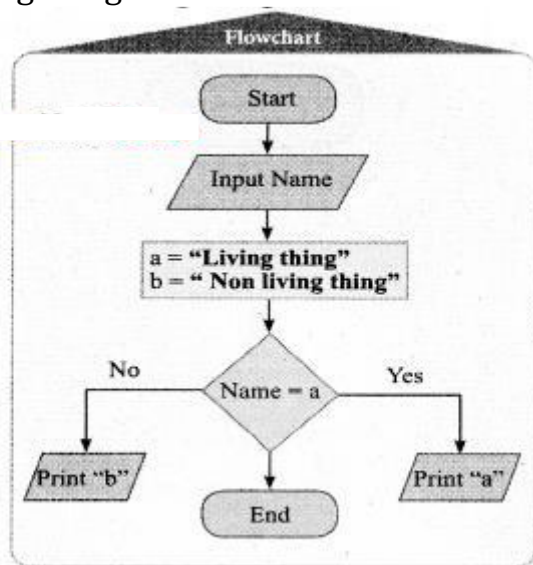 Flowchart
Start
Input Name
a = “Living thing”
b = “ Non living thing”
No
Name = a
Yes
Print “b”
Print “a”
End